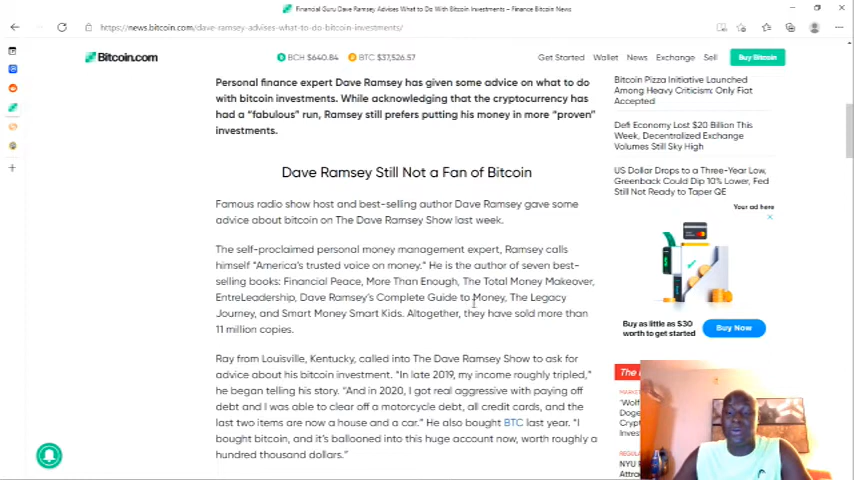 Financial Guru Dave Ramsey Advises What to Do With Bitcoin Investments – Finance Bitcoin News
https://news.bitcoin.com/dave-ramsey-advises-what-to-do-bitcoin-investments/
Bitcoin.com
BCH $640.84
BTC $37,526.57
Get Started
Wallet
News
Exchange
Sell
Buy Bitcoin
Personal finance expert Dave Ramsey has given some advice on what to do
with bitcoin investments. While acknowledging that the cryptocurrency has
had a "fabulous" run, Ramsey still prefers putting his money in more "proven"
investments.
Dave Ramsey Still Not a Fan of Bitcoin
Famous radio show host and best-selling author Dave Ramsey gave some
advice about bitcoin on The Dave Ramsey Show last week.
The self-proclaimed personal money management expert, Ramsey calls
himself "America's trusted voice on money." He is the author of seven best-
selling books: Financial Peace, More Than Enough, The Total Money Makeover,
EntreLeadership, Dave Ramsey's Complete Guide to Money, The Legacy
Journey, and Smart Money Smart Kids. Altogether, they have sold more than
11 million copies.
Ray from Louisville, Kentucky, called into The Dave Ramsey Show to ask for
advice about his bitcoin investment. "In late 2019, my income roughly tripled,"
he began telling his story. "And in 2020, I got real aggressive with paying off
debt and I was able to clear off a motorcycle debt, all credit cards, and the
last two items are now a house and a car." He also bought BTC last year. "I
bought bitcoin, and it's ballooned into this huge account now, worth roughly a
hundred thousand dollars."
Bitcoin Pizza Initiative Launched
Among Heavy Criticism: Only Fiat
Accepted
Defi Economy Lost $20 Billion This
Week, Decentralized Exchange
Volumes Still Sky High
US Dollar Drops to a Three-Year Low,
Greenback Could Dip 10% Lower, Fed
Still Not Ready to Taper QE
Your ad here
Buy as little as $30
worth to get started
Buy Now
The
MARKET
'Wolf
Doge
Crypt
Inves
REGUL
NYU
Attra